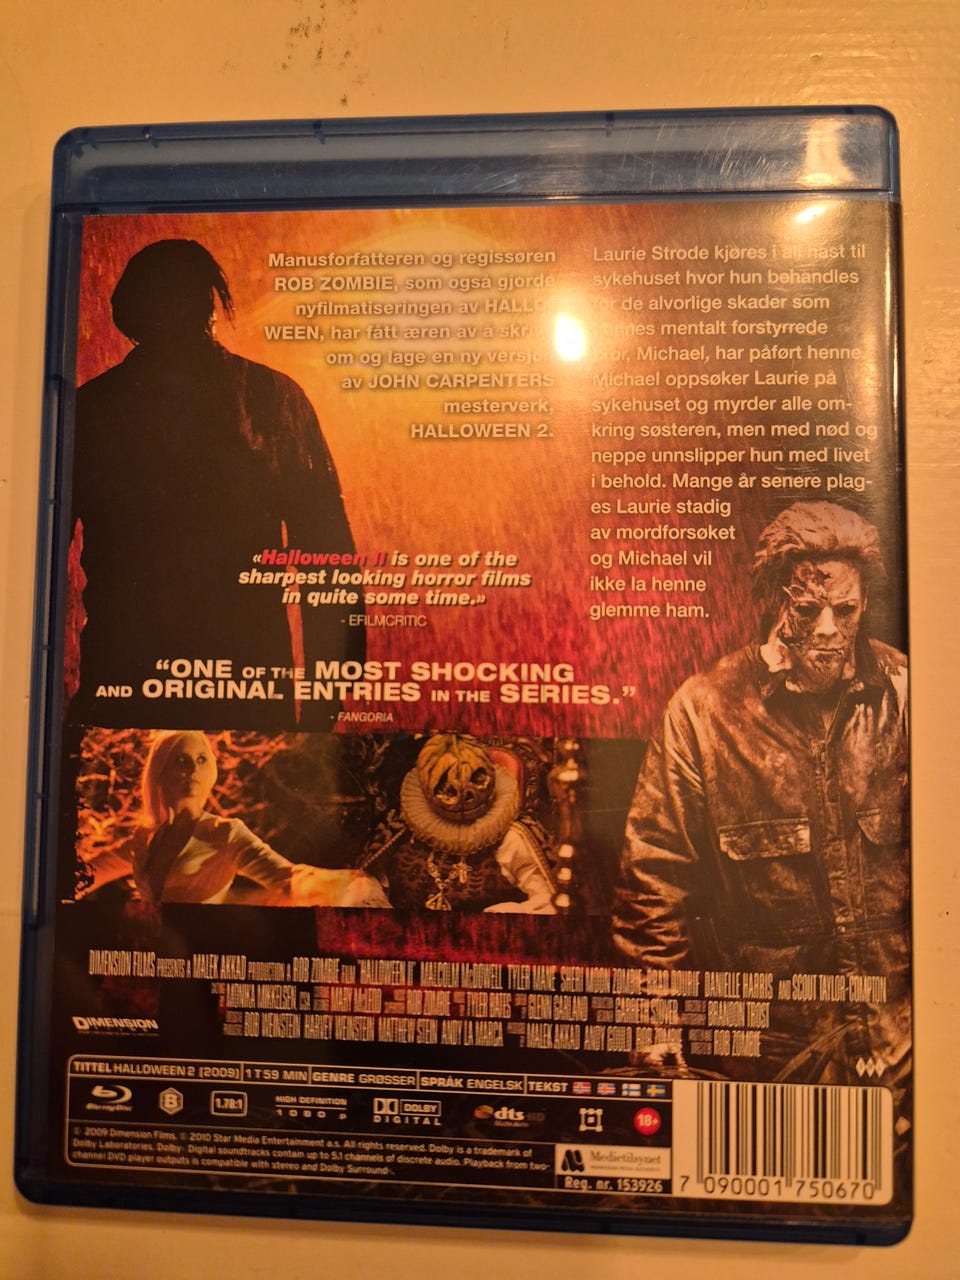 Manusforfatteren og regissøren
ROB ZOMBIE, som også gjorde
nyfilmatiseringen av HALLO-
WEEN, har fått æren av å skrive
om og lage en ny versjon
av JOHN CARPENTERS
mesterverk,
HALLOWEEN 2.
Laurie Strode kjøres i all hast til
sykehuset hvor hun behandles
for de alvorlige skader som
hennes mentalt forstyrrede
bror, Michael, har påført henne.
Michael oppsøker Laurie på
sykehuset og myrder alle om-
kring søsteren, men med nød og
neppe unnslipper hun med livet
i behold. Mange år senere plag-
es Laurie stadig
av mordforsøket
og Michael vil
ikke la henne
glemme ham.
«Halloween II is one of the
sharpest looking horror films
in quite some time.»
- EFILMCRITIC
“ONE OF THE MOST SHOCKING
AND ORIGINAL ENTRIES IN THE SERIES.”
- FANGORIA
DIMENSION FILMS PRESENTS A MALEK AKKAD PRODUCTION A ROB ZOMBIE FILM "HALLOWEEN II" MALCOLM McDOWELL TYLER MANE SHERI MOON ZOMBIE BRAD DOURIF DANIELLE HARRIS AND SCOUT TAYLOR-COMPTON
MONIKA MIKKELSEN MARY McLEOD ROB ZOMBIE TYLER BATES GLENN GARLAND GARRETH STOVER BRANDON TROST
BOB WEINSTEIN HARVEY WEINSTEIN MATTHEW STEIN ANDY LA MARCA MALEK AKKAD ANDY GOULD ROB ZOMBIE ROB ZOMBIE
DIMENSION
TITTEL HALLOWEEN 2 (2009) 1T 59 MIN GENRE GRØSSER SPRÅK ENGELSK TEKST
Blu-ray Disc
B
1.78:1
HIGH DEFINITION
1080 P
DOLBY
DIGITAL
dts-HD
18+
© 2009 Dimension Films. © 2010 Star Media Entertainment a.s. All rights reserved. Dolby is a trademark of
Dolby Laboratories. Dolby Digital soundtracks contain up to 5.1 channels of discrete audio. Playback from two-
channel DVD player outputs is compatible with stereo and Dolby Surround.
Medietilsynet
Reg. nr. 153926
7 090001 750670